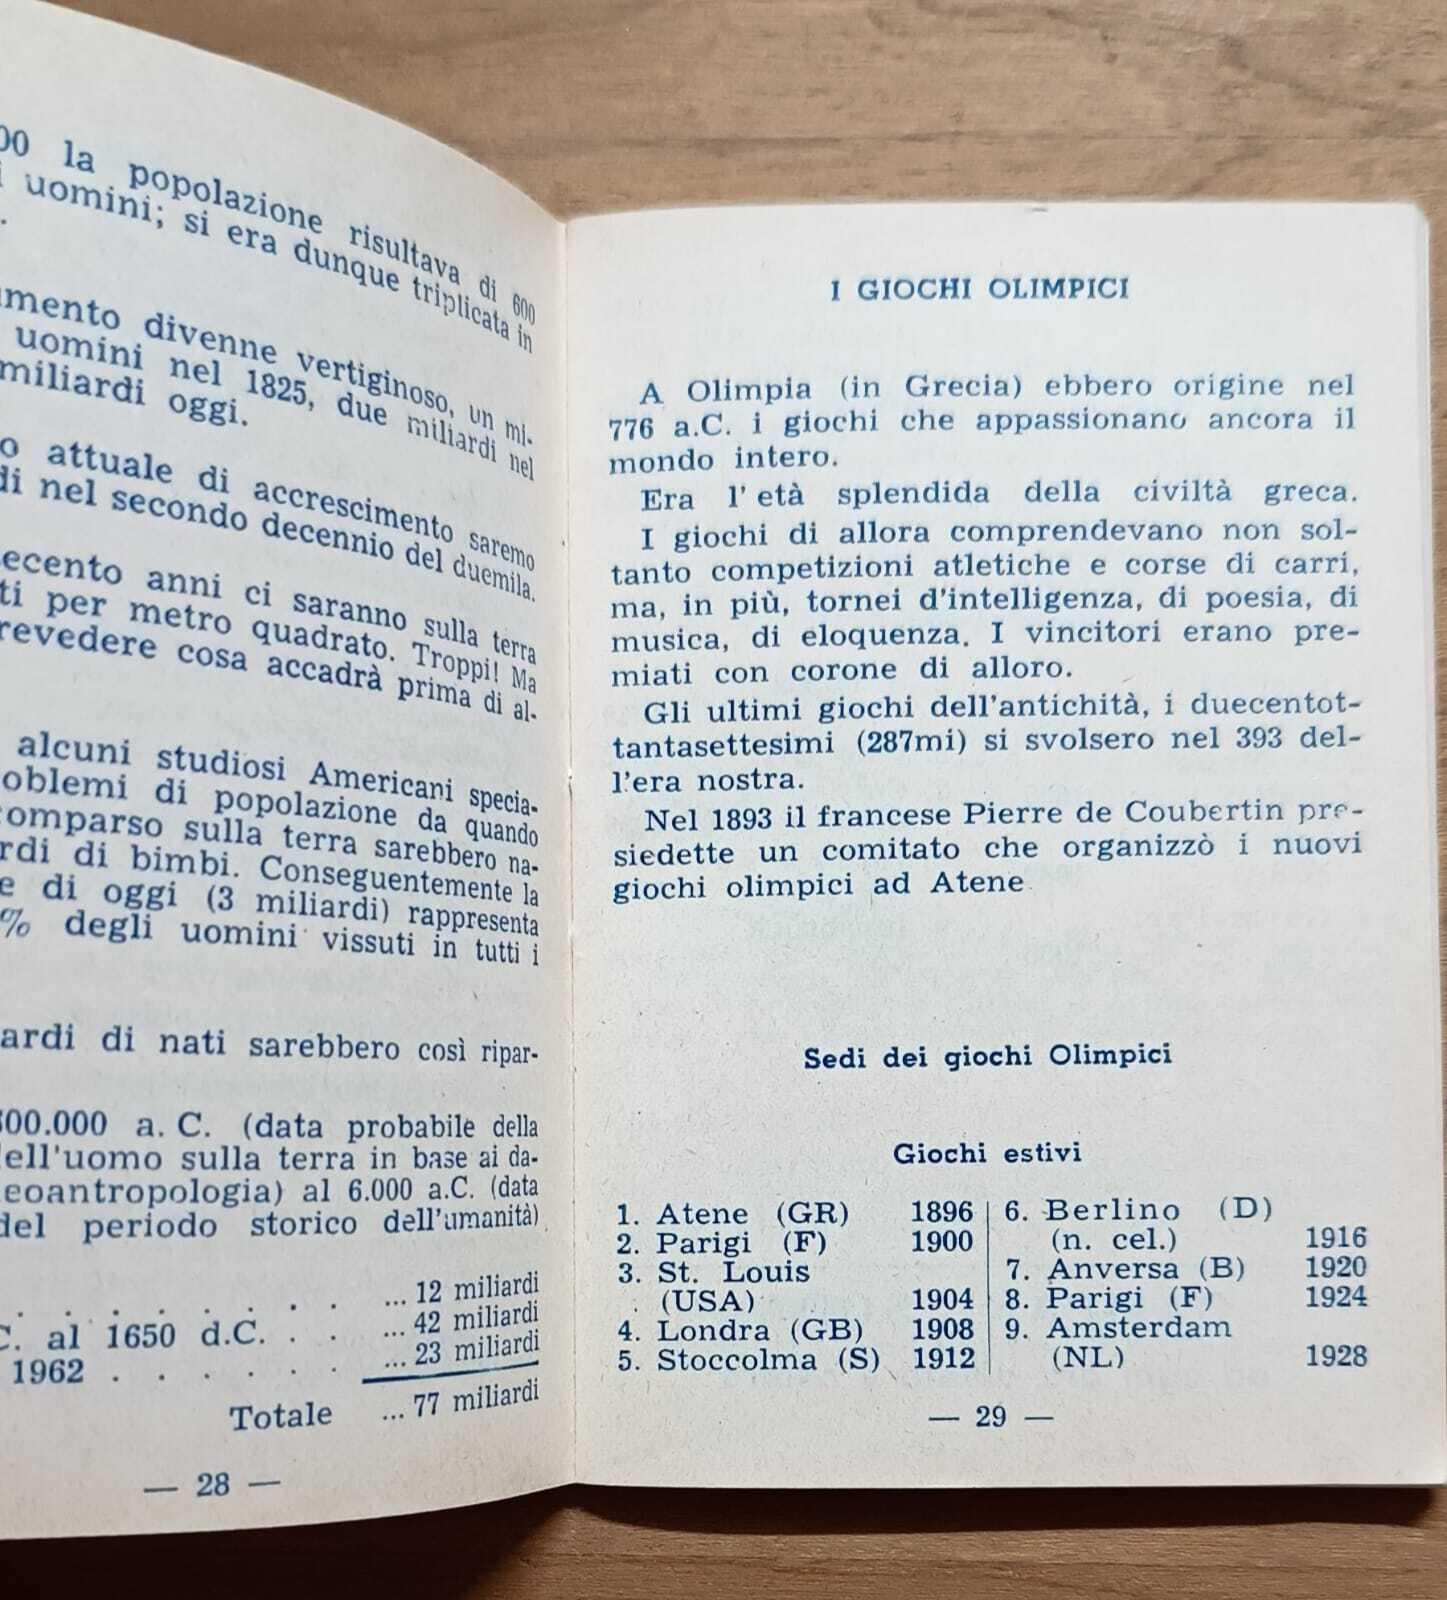 00 la popolazione risultava di 600
uomini; si era dunque triplicata in
mento divenne vertiginoso, un mi-
uomini nel 1825, due miliardi nel
miliardi oggi.
attuale di accrescimento saremo
di nel secondo decennio del duemila.
ecento anni ci saranno sulla terra
ti per metro quadrato. Troppi! Ma
revedere cosa accadrà prima di al-
alcuni studiosi Americani specia-
oblemi di popolazione da quando
comparso sulla terra sarebbero na-
rdi di bimbi. Conseguentemente la
e di oggi (3 miliardi) rappresenta
% degli uomini vissuti in tutti i
ardi di nati sarebbero così ripar-
00.000 a. C. (data probabile della
ell'uomo sulla terra in base ai da-
eoantropologia) al 6.000 a.C. (data
del periodo storico dell'umanità)
. . . . . . . ... 12 miliardi
C. al 1650 d.C. . . ... 42 miliardi
1962 . . . . . . ... 23 miliardi
Totale ... 77 miliardi
— 28 —
I GIOCHI OLIMPICI
A Olimpia (in Grecia) ebbero origine nel
776 a.C. i giochi che appassionano ancora il
mondo intero.
Era l'età splendida della civiltà greca.
I giochi di allora comprendevano non sol-
tanto competizioni atletiche e corse di carri,
ma, in più, tornei d'intelligenza, di poesia, di
musica, di eloquenza. I vincitori erano pre-
miati con corone di alloro.
Gli ultimi giochi dell'antichità, i duecentot-
tantasettesimi (287mi) si svolsero nel 393 del-
l'era nostra.
Nel 1893 il francese Pierre de Coubertin pre-
siedette un comitato che organizzò i nuovi
giochi olimpici ad Atene
Sedi dei giochi Olimpici
Giochi estivi
1. Atene (GR) 1896
2. Parigi (F) 1900
3. St. Louis
(USA) 1904
4. Londra (GB) 1908
5. Stoccolma (S) 1912
6. Berlino (D)
(n. cel.) 1916
7. Anversa (B) 1920
8. Parigi (F) 1924
9. Amsterdam
(NL) 1928
— 29 —